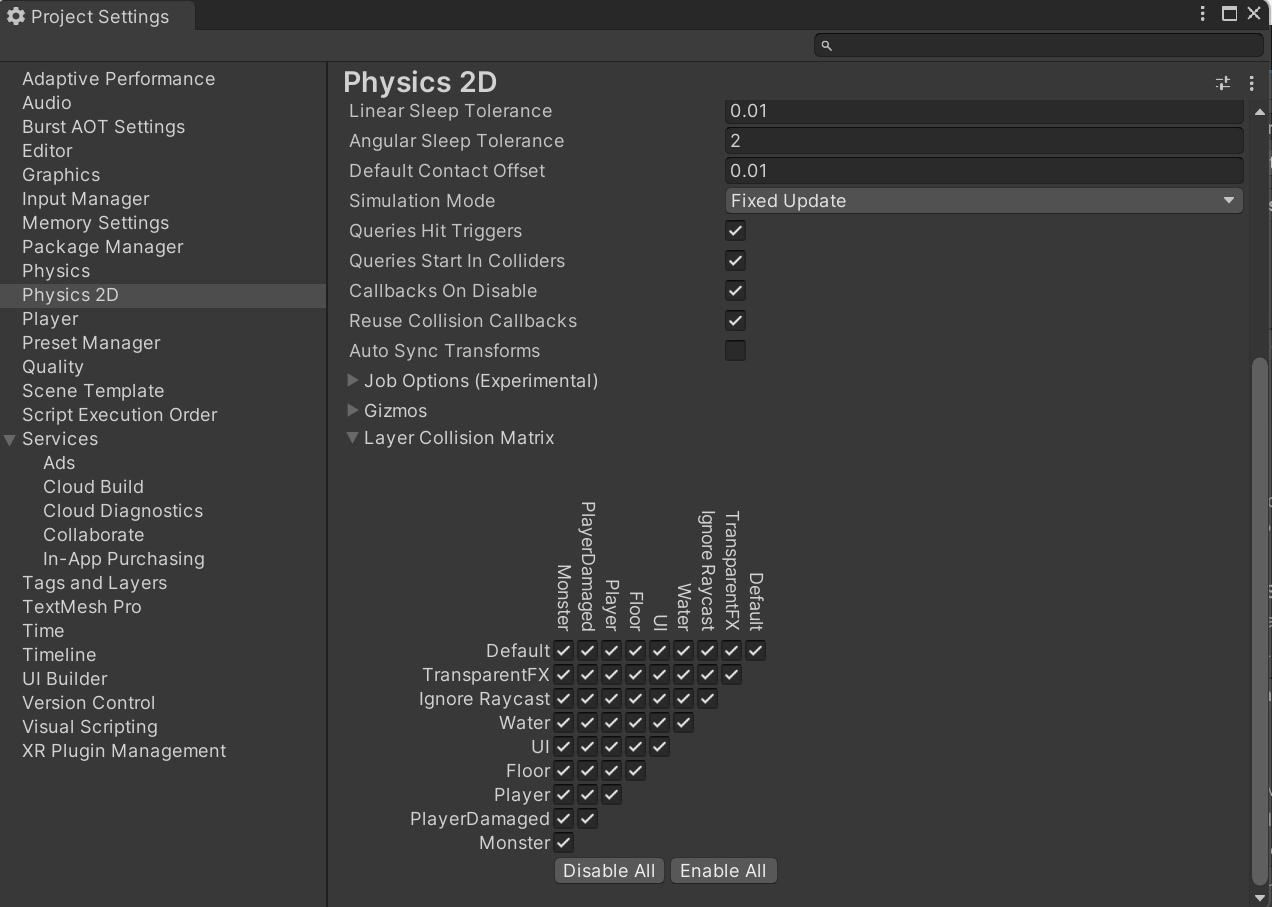 Project Settings
Adaptive Performance
Audio
Burst AOT Settings
Editor
Graphics
Input Manager
Memory Settings
Package Manager
Physics
Physics 2D
Player
Preset Manager
Quality
Scene Template
Script Execution Order
Services
Ads
Cloud Build
Cloud Diagnostics
Collaborate
In-App Purchasing
Tags and Layers
TextMesh Pro
Time
Timeline
UI Builder
Version Control
Visual Scripting
XR Plugin Management
Physics 2D
Linear Sleep Tolerance 0.01
Angular Sleep Tolerance 2
Default Contact Offset 0.01
Simulation Mode Fixed Update
Queries Hit Triggers
Queries Start In Colliders
Callbacks On Disable
Reuse Collision Callbacks
Auto Sync Transforms
Job Options (Experimental)
Gizmos
Layer Collision Matrix
Monster
PlayerDamaged
Player
Floor
UI
Water
Ignore Raycast
TransparentFX
Default
Default
TransparentFX
Ignore Raycast
Water
UI
Floor
Player
PlayerDamaged
Monster
Disable All Enable All